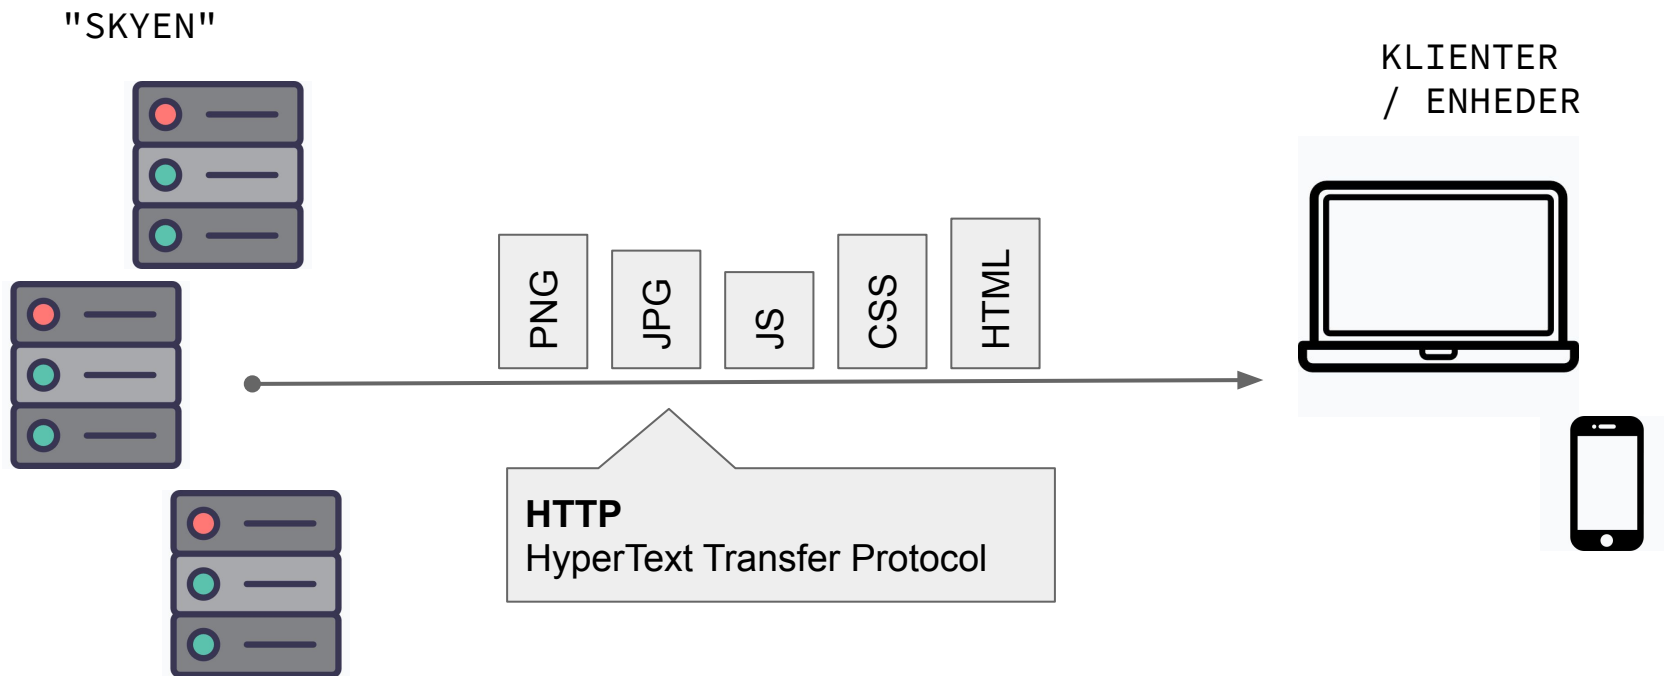 "SKYEN"
KLIENTER
/ ENHEDER
PNG
JPG
JS
CSS
HTML
HTTP
HyperText Transfer Protocol